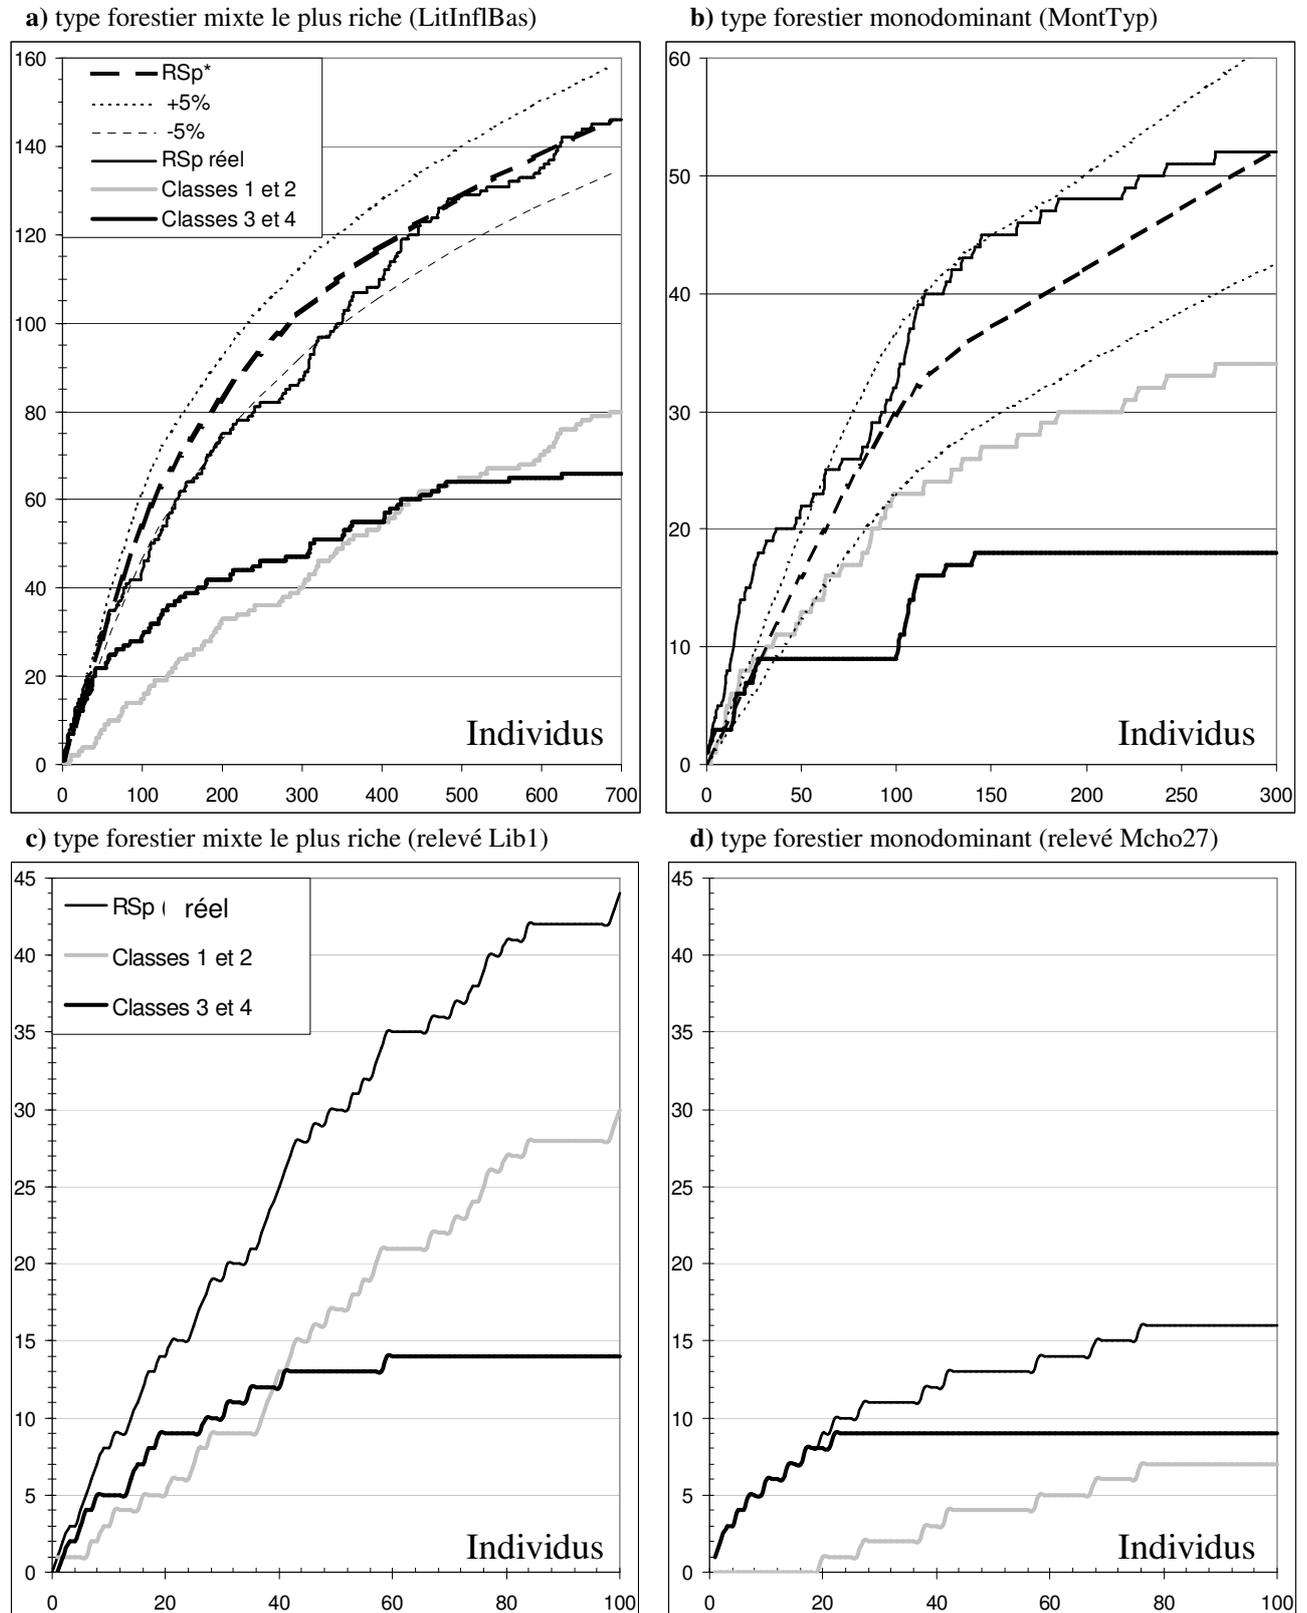 a) type forestier mixte le plus riche (LitInflBas)
160
140
120
100
80
60
40
20
0
RSp*
+5%
-5%
RSp réel
Classes 1 et 2
Classes 3 et 4
Individus
0 100 200 300 400 500 600 700
b) type forestier monodominant (MontTyp)
60
50
40
30
20
10
0
Individus
0 50 100 150 200 250 300
c) type forestier mixte le plus riche (relevé Lib1)
45
40
35
30
25
20
15
10
5
0
RSp ( réel
Classes 1 et 2
Classes 3 et 4
Individus
0 20 40 60 80 100
d) type forestier monodominant (relevé Mcho27)
45
40
35
30
25
20
15
10
5
0
Individus
0 20 40 60 80 100